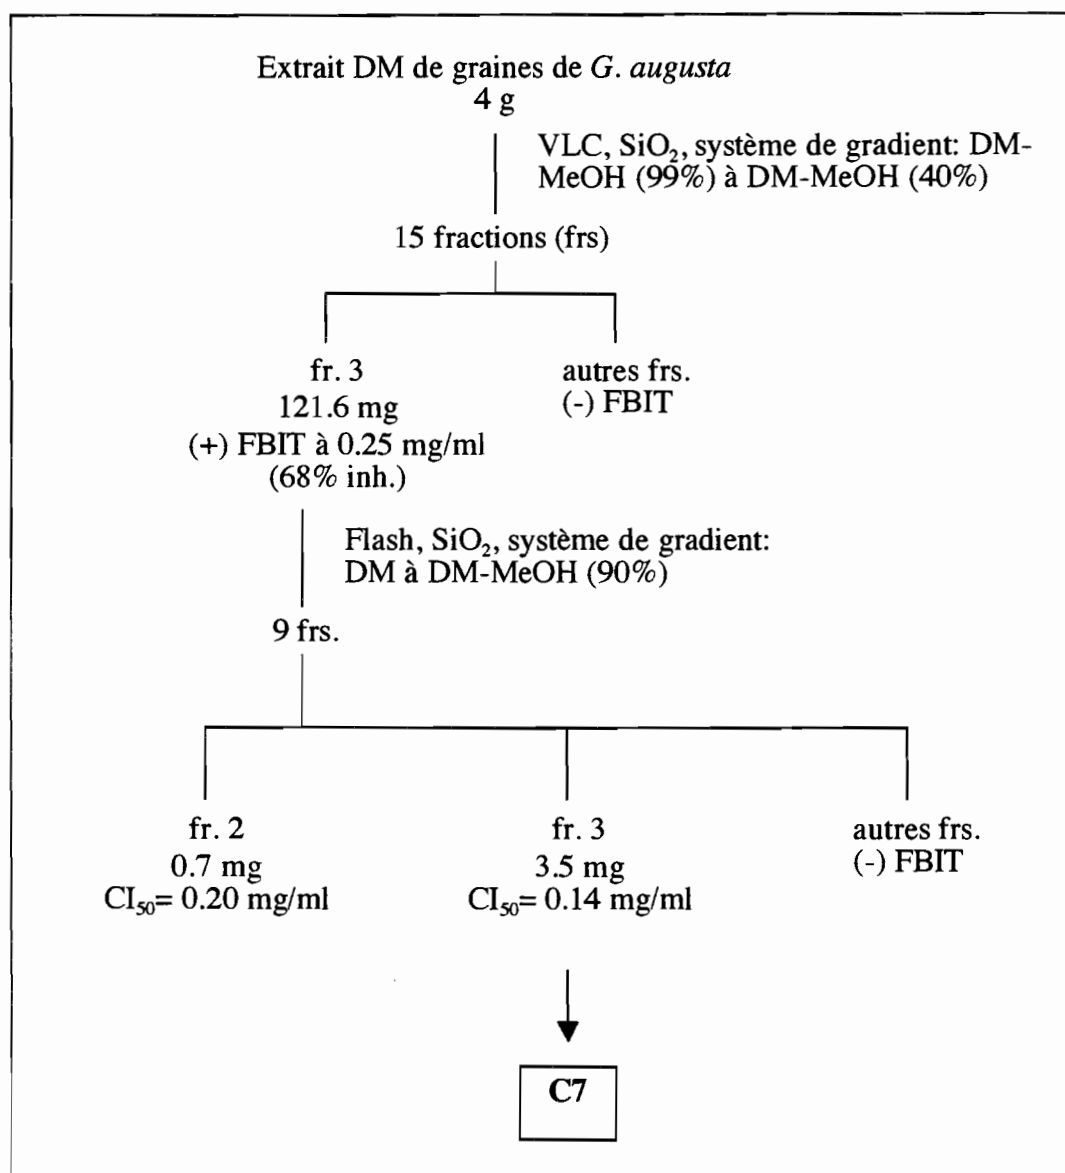 Extrait DM de graines de G. augusta
4 g
VLC, SiO₂, système de gradient: DM-
MeOH (99%) à DM-MeOH (40%)
15 fractions (frs)
fr. 3
121.6 mg
(+) FBIT à 0.25 mg/ml
(68% inh.)
autres frs.
(-) FBIT
Flash, SiO₂, système de gradient:
DM à DM-MeOH (90%)
9 frs.
fr. 2
0.7 mg
CI₅₀= 0.20 mg/ml
fr. 3
3.5 mg
CI₅₀= 0.14 mg/ml
autres frs.
(-) FBIT
C7